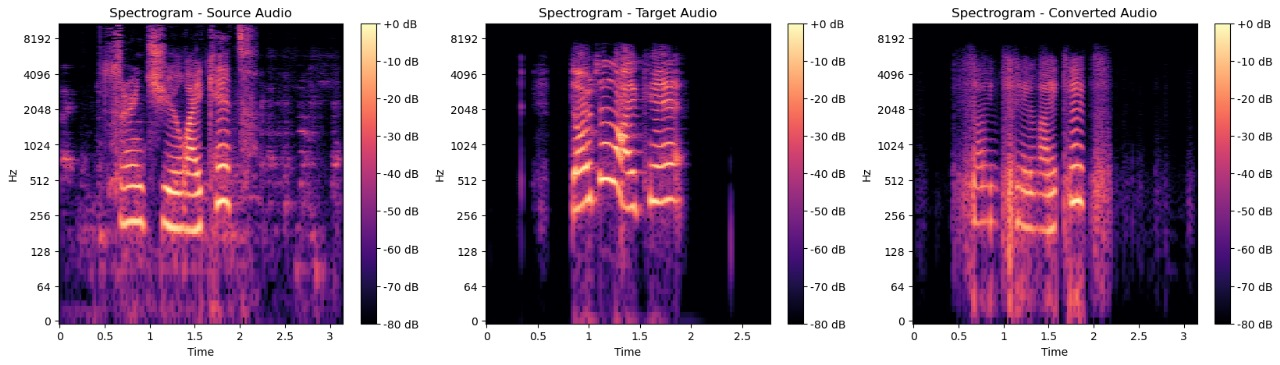 Spectrogram - Source Audio
Hz
8192
4096
2048
1024
512
256
128
64
0
0 0.5 1 1.5 2 2.5 3
Time
+0 dB
-10 dB
-20 dB
-30 dB
-40 dB
-50 dB
-60 dB
-70 dB
-80 dB
Spectrogram - Target Audio
Hz
8192
4096
2048
1024
512
256
128
64
0
0 0.5 1 1.5 2 2.5
Time
+0 dB
-10 dB
-20 dB
-30 dB
-40 dB
-50 dB
-60 dB
-70 dB
-80 dB
Spectrogram - Converted Audio
Hz
8192
4096
2048
1024
512
256
128
64
0
0 0.5 1 1.5 2 2.5 3
Time
+0 dB
-10 dB
-20 dB
-30 dB
-40 dB
-50 dB
-60 dB
-70 dB
-80 dB